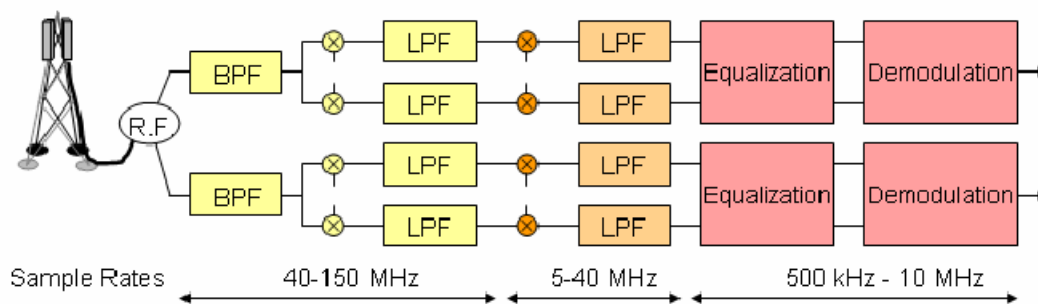 LPF LPF
BPF
LPF LPF
Equalization Demodulation
R.F
LPF LPF
BPF
LPF LPF
Equalization Demodulation
Sample Rates 40-150 MHz 5-40 MHz 500 kHz - 10 MHz